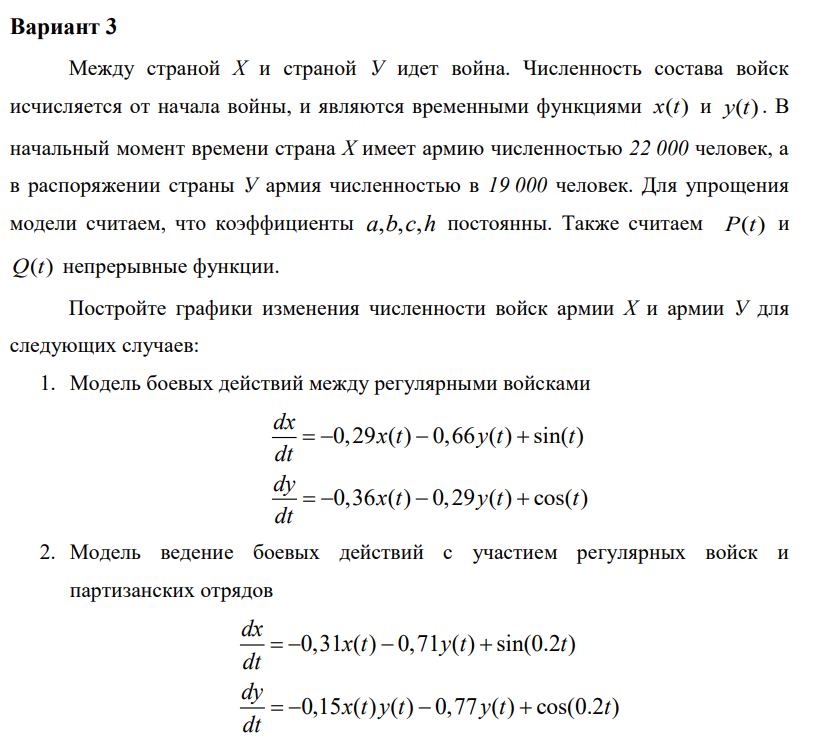 Вариант 3
Между страной X и страной У идет война. Численность состава войск
исчисляется от начала войны, и являются временными функциями x(t) и y(t). В
начальный момент времени страна X имеет армию численностью 22 000 человек, а
в распоряжении страны У армия численностью в 19 000 человек. Для упрощения
модели считаем, что коэффициенты a,b,c,h постоянны. Также считаем P(t) и
Q(t) непрерывные функции.
Постройте графики изменения численности войск армии X и армии У для
следующих случаев:
1. Модель боевых действий между регулярными войсками
dx/dt = −0,29x(t) − 0,66y(t) + sin(t)
dy/dt = −0,36x(t) − 0,29y(t) + cos(t)
2. Модель ведение боевых действий с участием регулярных войск и
партизанских отрядов
dx/dt = −0,31x(t) − 0,71y(t) + sin(0.2t)
dy/dt = −0,15x(t)y(t) − 0,77y(t) + cos(0.2t)